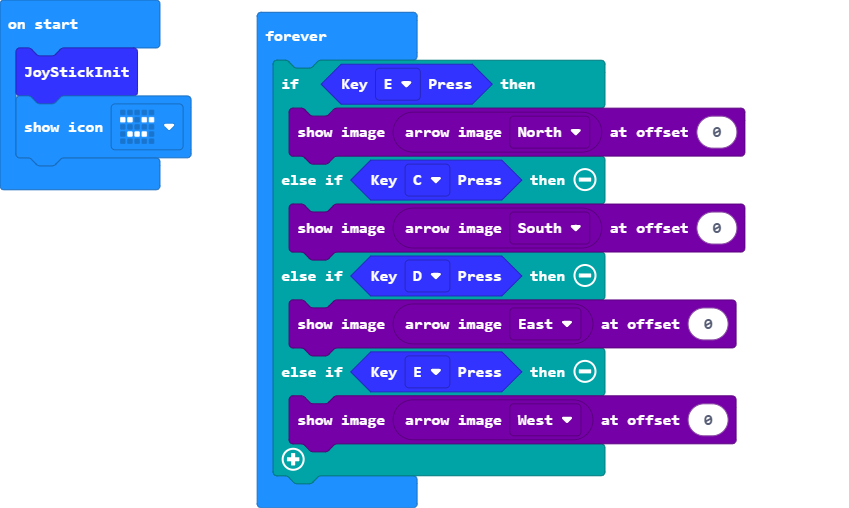 on start
JoyStickInit
show icon
forever
if Key E Press then
show image arrow image North at offset 0
else if Key C Press then
show image arrow image South at offset 0
else if Key D Press then
show image arrow image East at offset 0
else if Key E Press then
show image arrow image West at offset 0